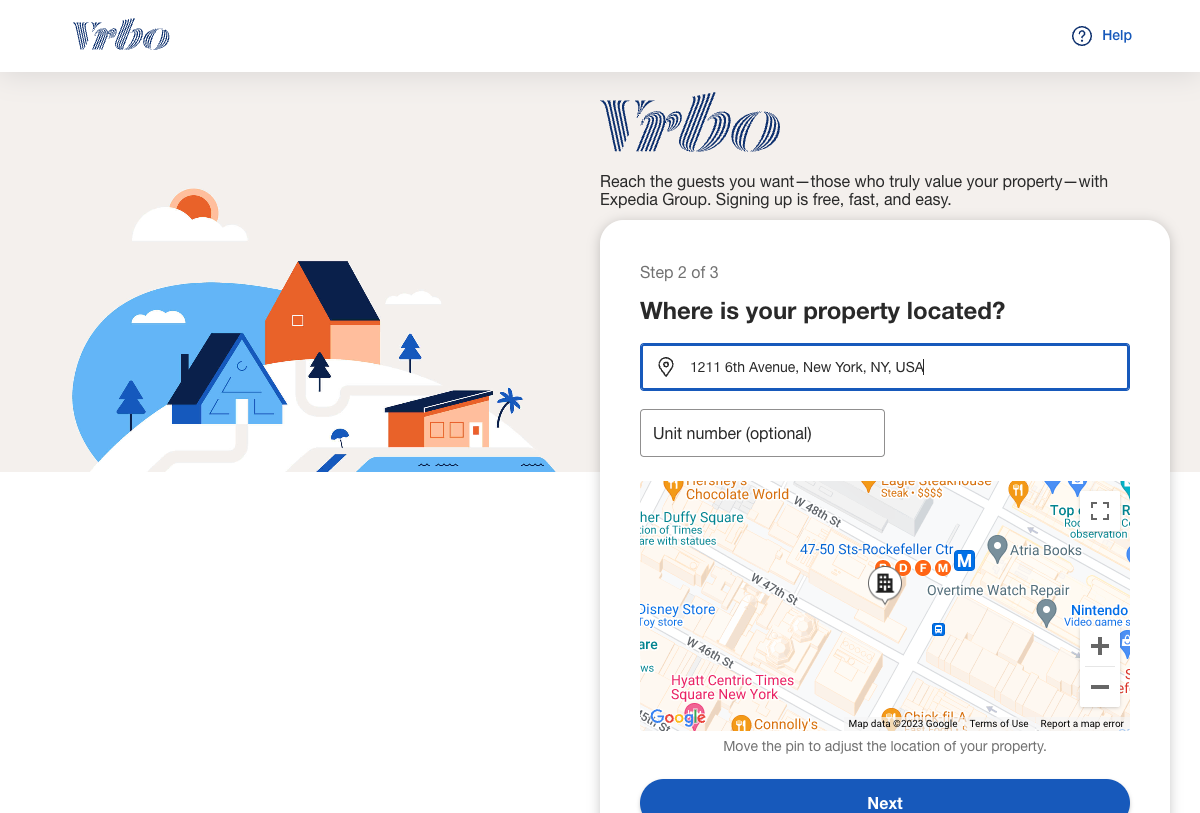 Vrbo
Help
Vrbo
Reach the guests you want—those who truly value your property—with
Expedia Group. Signing up is free, fast, and easy.
Step 2 of 3
Where is your property located?
1211 6th Avenue, New York, NY, USA
Unit number (optional)
Hershey's
Chocolate World
Eagle Steakhouse
Steak • $$$$
W 48th St
her Duffy Square
tion of Times
are with statues
Top
R
observation
47-50 Sts-Rockefeller Ctr
D F M
M
Atria Books
W 47th St
Overtime Watch Repair
Disney Store
Toy store
Nintendo
Video game s
are
ws
W 46th St
Hyatt Centric Times
Square New York
45th St
Google
Connolly's
Chick-fil-A
Map data ©2023 Google
Terms of Use
Report a map error
Move the pin to adjust the location of your property.
Next